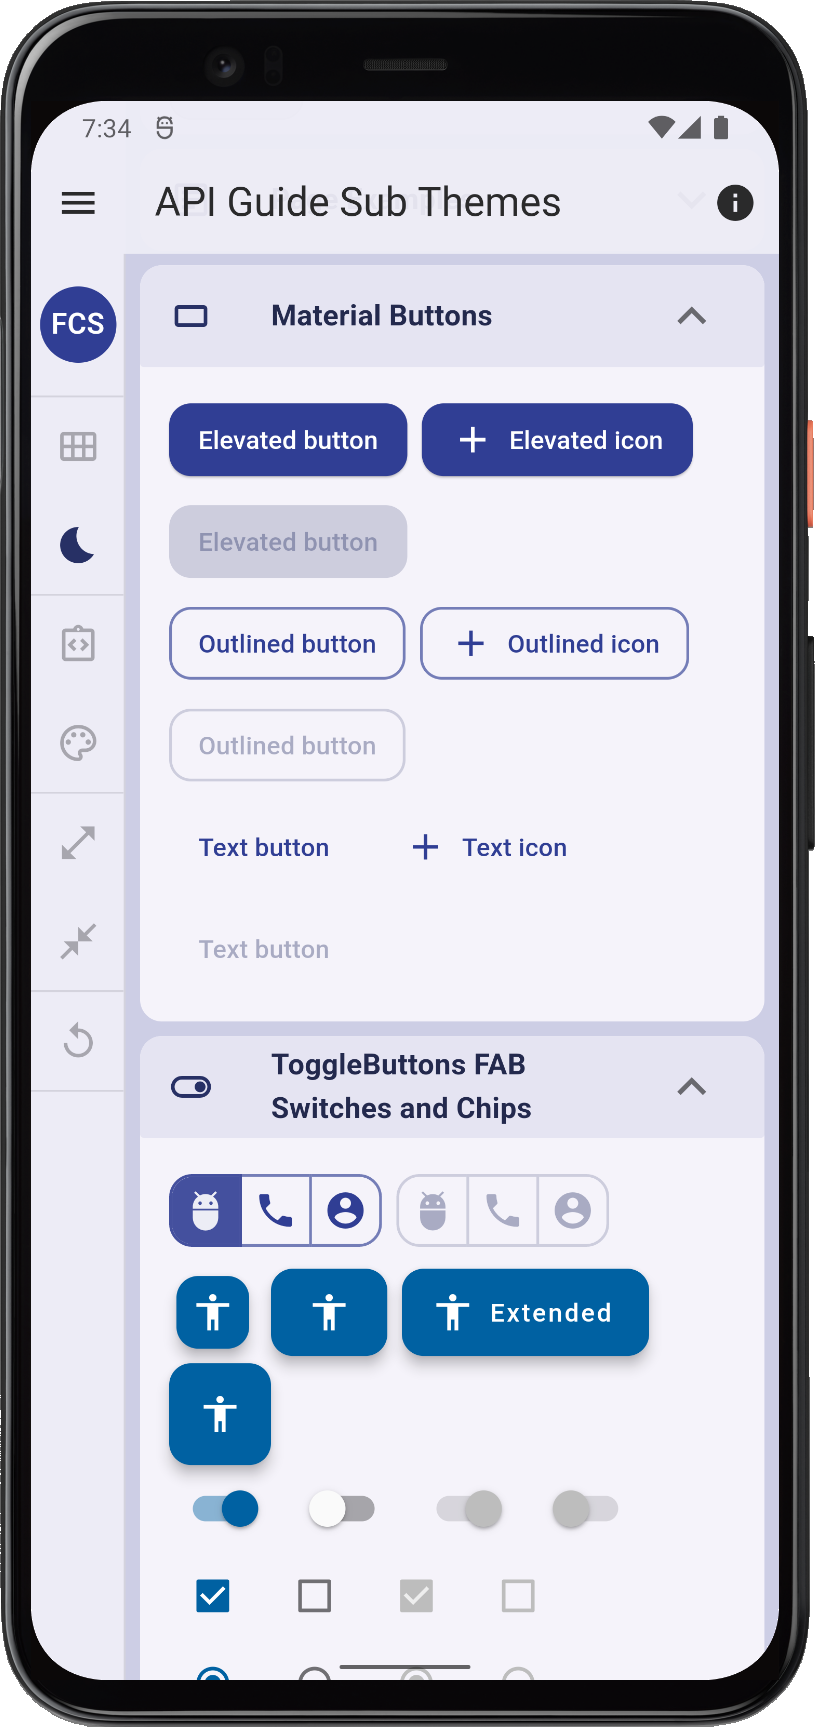 7:34
API Guide Sub Themes
FCS
Material Buttons
Elevated button
Elevated icon
Elevated button
Outlined button
Outlined icon
Outlined button
Text button
Text icon
Text button
ToggleButtons FAB
Switches and Chips
Extended